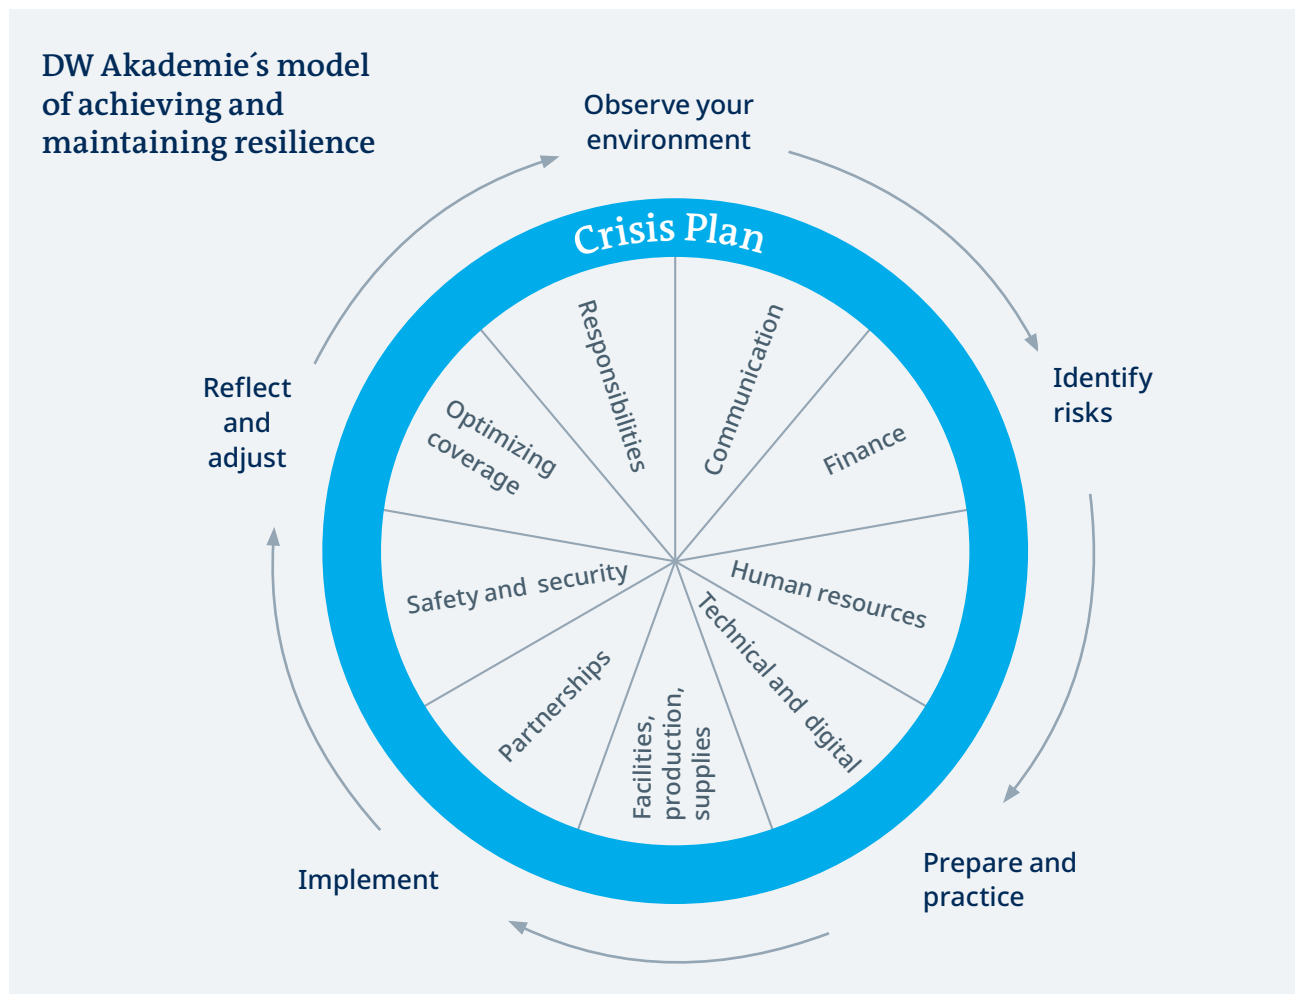 DW Akademie´s model
of achieving and
maintaining resilience
Observe your
environment
Identify
risks
Prepare and
practice
Implement
Reflect
and
adjust
Crisis Plan
Communication
Finance
Human resources
Technical and digital
Facilities,
production,
supplies
Partnerships
Safety and security
Optimizing
coverage
Responsibilities